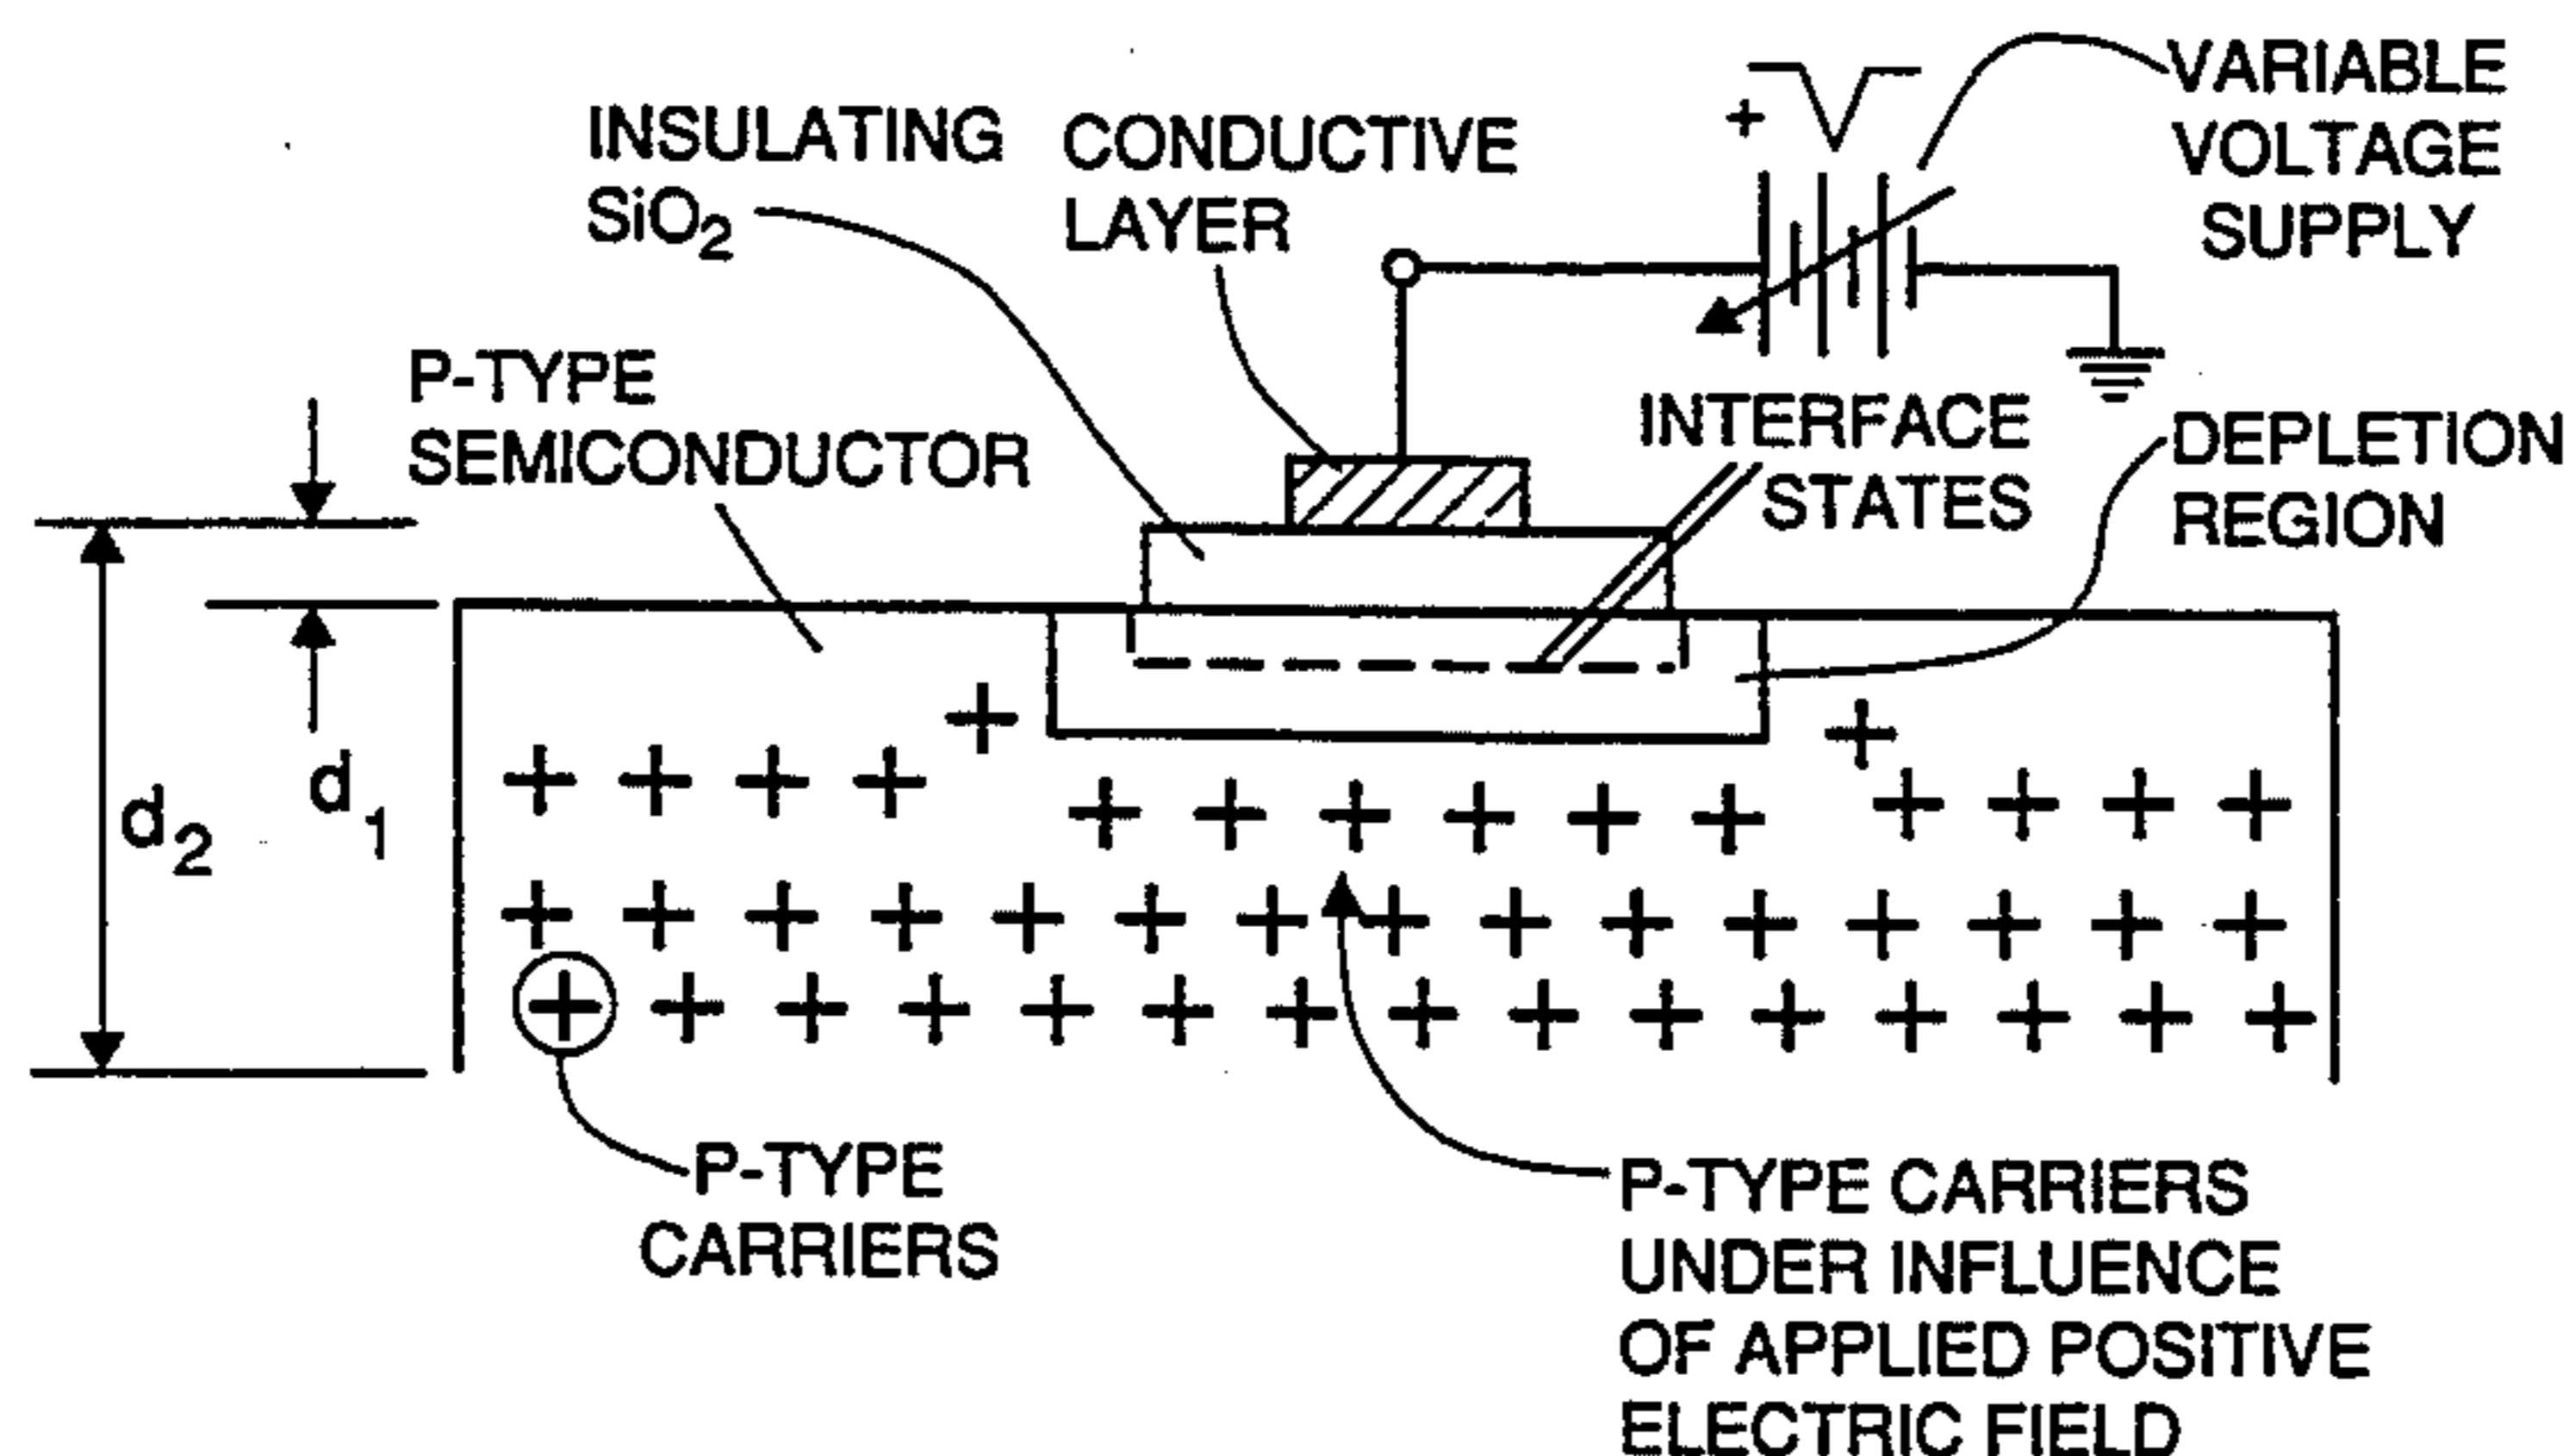 INSULATING
SiO2
CONDUCTIVE
LAYER
+
VARIABLE
VOLTAGE
SUPPLY
P-TYPE
SEMICONDUCTOR
INTERFACE
STATES
DEPLETION
REGION
d2
d1
P-TYPE
CARRIERS
P-TYPE CARRIERS
UNDER INFLUENCE
OF APPLIED POSITIVE
ELECTRIC FIELD